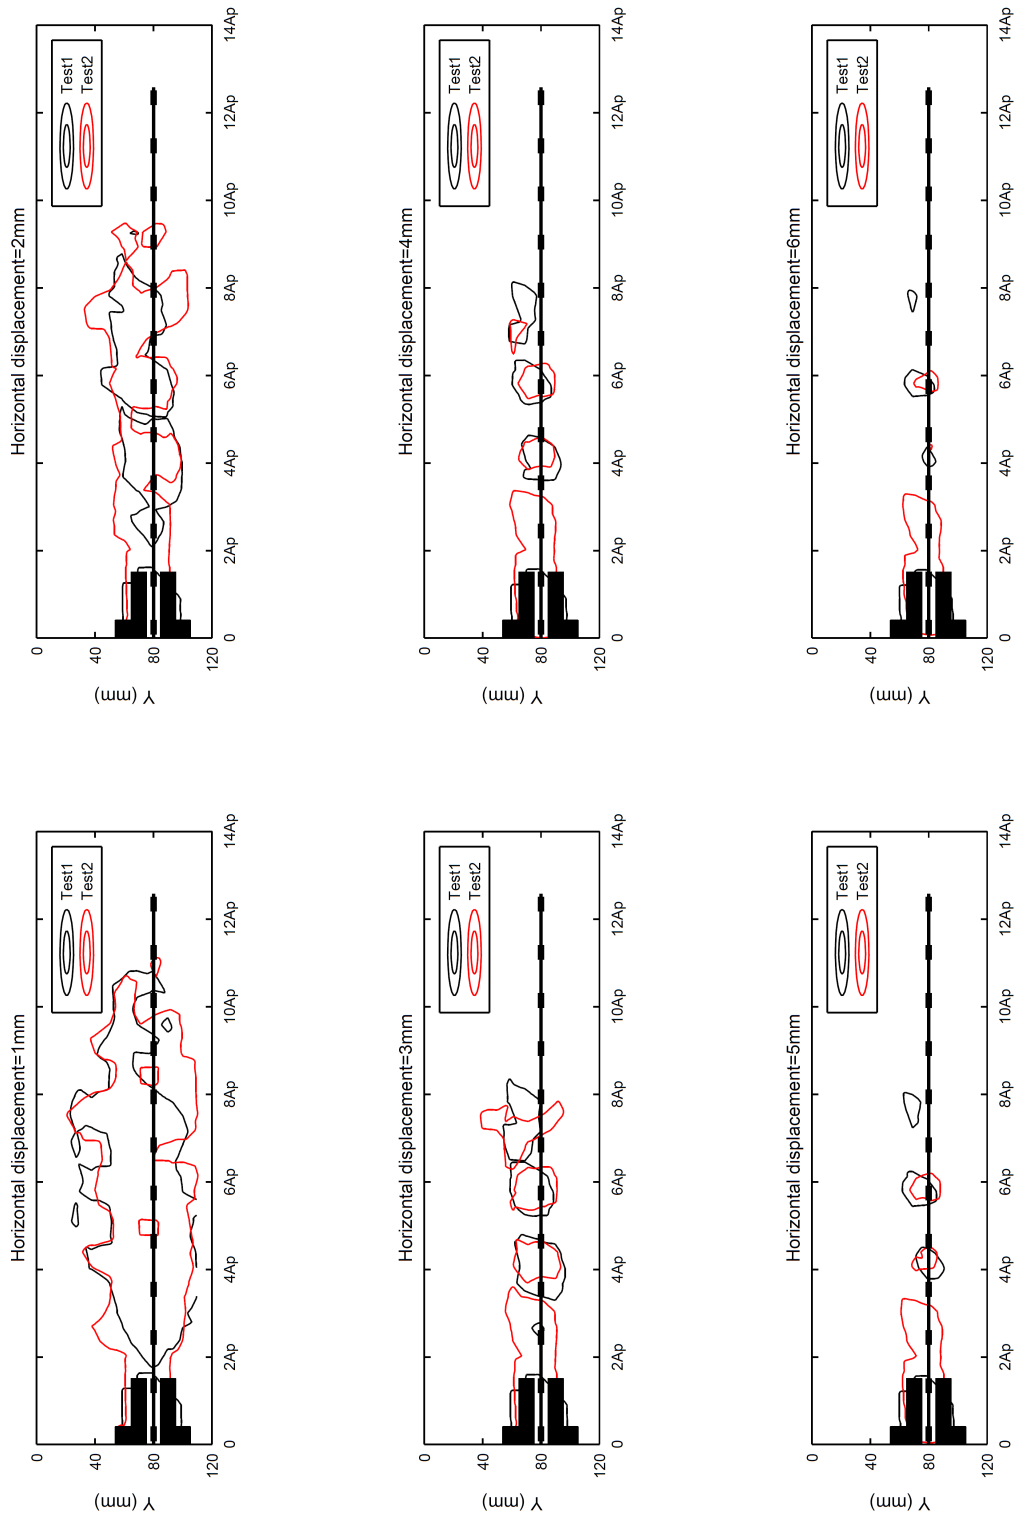 Horizontal displacement=1mm
Test1
Test2
Y (mm)
0
40
80
120
0
2Ap
4Ap
6Ap
8Ap
10Ap
12Ap
14Ap
Horizontal displacement=2mm
Test1
Test2
Y (mm)
0
40
80
120
0
2Ap
4Ap
6Ap
8Ap
10Ap
12Ap
14Ap
Horizontal displacement=3mm
Test1
Test2
Y (mm)
0
40
80
120
0
2Ap
4Ap
6Ap
8Ap
10Ap
12Ap
14Ap
Horizontal displacement=4mm
Test1
Test2
Y (mm)
0
40
80
120
0
2Ap
4Ap
6Ap
8Ap
10Ap
12Ap
14Ap
Horizontal displacement=5mm
Test1
Test2
Y (mm)
0
40
80
120
0
2Ap
4Ap
6Ap
8Ap
10Ap
12Ap
14Ap
Horizontal displacement=6mm
Test1
Test2
Y (mm)
0
40
80
120
0
2Ap
4Ap
6Ap
8Ap
10Ap
12Ap
14Ap